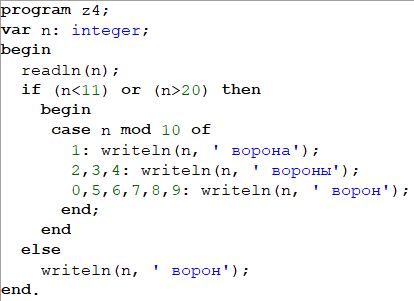 program z4;
var n: integer;
begin
  readln(n);
  if (n<11) or (n>20) then
    begin
     case n mod 10 of
       1: writeln(n, ' ворона');
       2,3,4: writeln(n, ' вороны');
       0,5,6,7,8,9: writeln(n, ' ворон');
      end;
    end
  else
    writeln(n, ' ворон');
end.